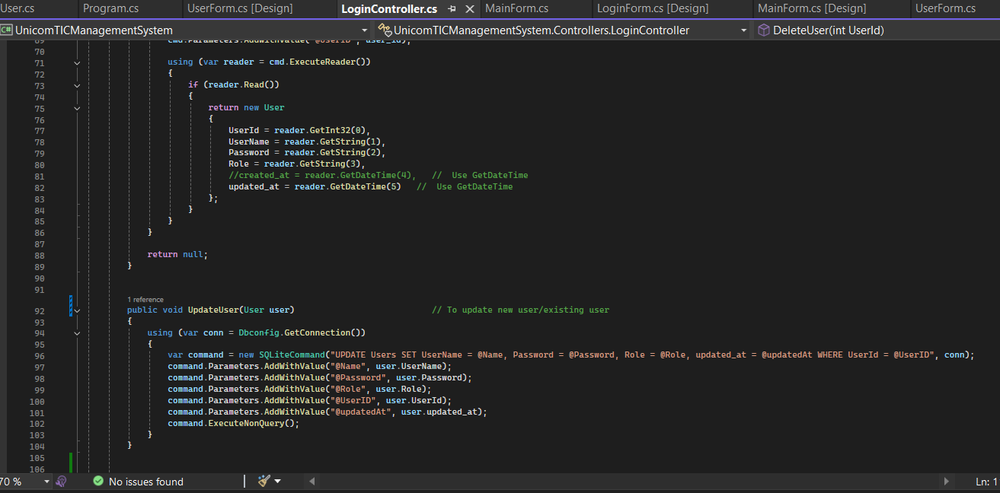 User.cs Program.cs UserForm.cs [Design] LoginController.cs MainForm.cs LoginForm.cs [Design] MainForm.cs [Design] UserForm.cs
C# UnicomTICManagementSystem UnicomTICManagementSystem.Controllers.LoginController DeleteUser(int UserId)
69 cmd.Parameters.AddWithValue("@UserID", user_id);
70
71 using (var reader = cmd.ExecuteReader())
72 {
73 if (reader.Read())
74 {
75 return new User
76 {
77 UserId = reader.GetInt32(0),
78 UserName = reader.GetString(1),
79 Password = reader.GetString(2),
80 Role = reader.GetString(3),
81 //created_at = reader.GetDateTime(4), // Use GetDateTime
82 updated_at = reader.GetDateTime(5) // Use GetDateTime
83 };
84 }
85 }
86 }
87
88 return null;
89 }
90
91
1 reference
92 public void UpdateUser(User user) // To update new user/existing user
93 {
94 using (var conn = Dbconfig.GetConnection())
95 {
96 var command = new SQLiteCommand("UPDATE Users SET UserName = @Name, Password = @Password, Role = @Role, updated_at = @updatedAt WHERE UserId = @UserID", conn);
97 command.Parameters.AddWithValue("@Name", user.UserName);
98 command.Parameters.AddWithValue("@Password", user.Password);
99 command.Parameters.AddWithValue("@Role", user.Role);
100 command.Parameters.AddWithValue("@UserID", user.UserId);
101 command.Parameters.AddWithValue("@updatedAt", user.updated_at);
102 command.ExecuteNonQuery();
103 }
104 }
105
106
70 % No issues found Ln: 1